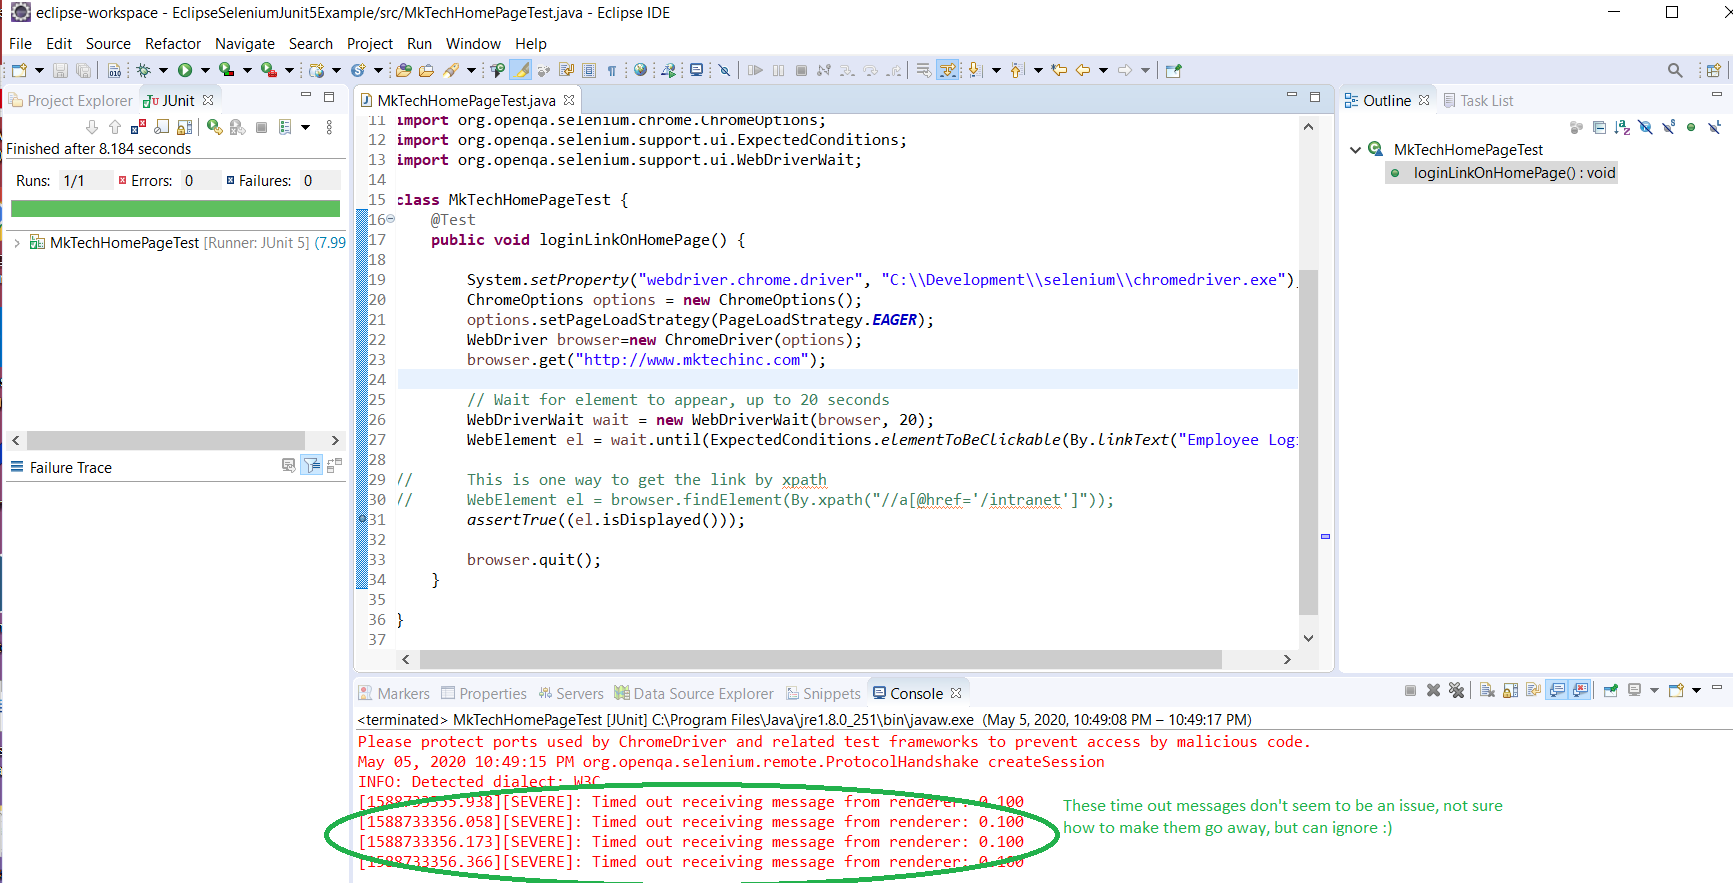 eclipse-workspace - EclipseSeleniumJunit5Example/src/MkTechHomePageTest.java - Eclipse IDE
File Edit Source Refactor Navigate Search Project Run Window Help
Project Explorer JUnit
Finished after 8.184 seconds
Runs: 1/1 Errors: 0 Failures: 0
MkTechHomePageTest [Runner: JUnit 5] (7.99
Failure Trace
MkTechHomePageTest.java
11 import org.openqa.selenium.chrome.ChromeOptions;
12 import org.openqa.selenium.support.ui.ExpectedConditions;
13 import org.openqa.selenium.support.ui.WebDriverWait;
14
15 class MkTechHomePageTest {
16 @Test
17 public void loginLinkOnHomePage() {
18
19 System.setProperty("webdriver.chrome.driver", "C:\\Development\\selenium\\chromedriver.exe")
20 ChromeOptions options = new ChromeOptions();
21 options.setPageLoadStrategy(PageLoadStrategy.EAGER);
22 WebDriver browser=new ChromeDriver(options);
23 browser.get("http://www.mktechinc.com");
24
25 // Wait for element to appear, up to 20 seconds
26 WebDriverWait wait = new WebDriverWait(browser, 20);
27 WebElement el = wait.until(ExpectedConditions.elementToBeClickable(By.linkText("Employee Logi
28
29 // This is one way to get the link by xpath
30 // WebElement el = browser.findElement(By.xpath("//a[@href='/intranet']"));
31 assertTrue((el.isDisplayed()));
32
33 browser.quit();
34 }
35
36 }
37
Outline Task List
MkTechHomePageTest
loginLinkOnHomePage() : void
Markers Properties Servers Data Source Explorer Snippets Console
<terminated> MkTechHomePageTest [JUnit] C:\Program Files\Java\jre1.8.0_251\bin\javaw.exe (May 5, 2020, 10:49:08 PM – 10:49:17 PM)
Please protect ports used by ChromeDriver and related test frameworks to prevent access by malicious code.
May 05, 2020 10:49:15 PM org.openqa.selenium.remote.ProtocolHandshake createSession
INFO: Detected dialect: W3C
[1588733355.938][SEVERE]: Timed out receiving message from renderer: 0.100
[1588733356.058][SEVERE]: Timed out receiving message from renderer: 0.100
[1588733356.173][SEVERE]: Timed out receiving message from renderer: 0.100
[1588733356.366][SEVERE]: Timed out receiving message from renderer: 0.100
These time out messages don't seem to be an issue, not sure
how to make them go away, but can ignore :)